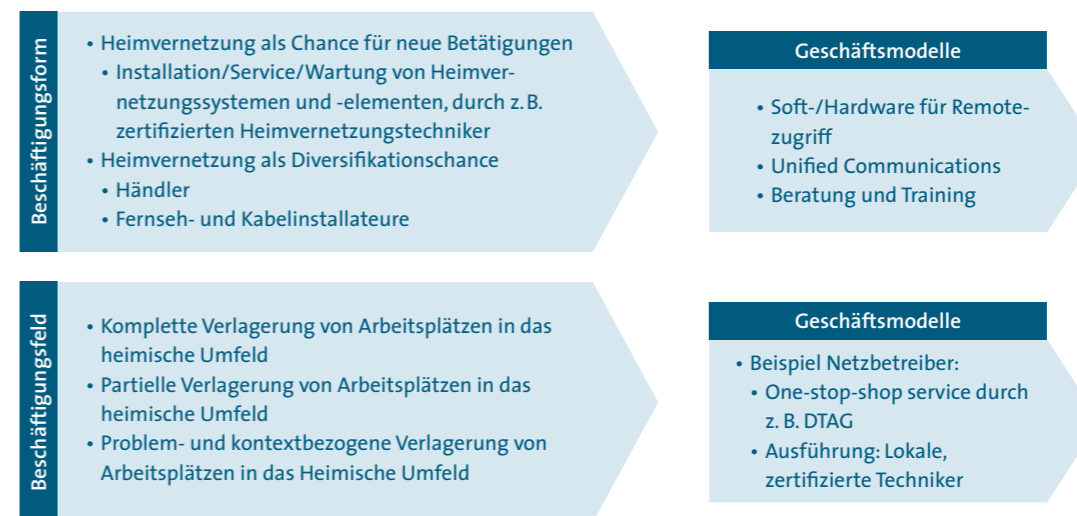 Beschäftigungsform
• Heimvernetzung als Chance für neue Betätigungen
• Installation/Service/Wartung von Heimver-
netzungssystemen und -elementen, durch z. B.
zertifizierten Heimvernetzungstechniker
• Heimvernetzung als Diversifikationschance
• Händler
• Fernseh- und Kabelinstallateure
Geschäftsmodelle
• Soft-/Hardware für Remote-
zugriff
• Unified Communications
• Beratung und Training
Beschäftigungsfeld
• Komplette Verlagerung von Arbeitsplätzen in das
heimische Umfeld
• Partielle Verlagerung von Arbeitsplätzen in das
heimische Umfeld
• Problem- und kontextbezogene Verlagerung von
Arbeitsplätzen in das Heimische Umfeld
Geschäftsmodelle
• Beispiel Netzbetreiber:
• One-stop-shop service durch
z. B. DTAG
• Ausführung: Lokale,
zertifizierte Techniker